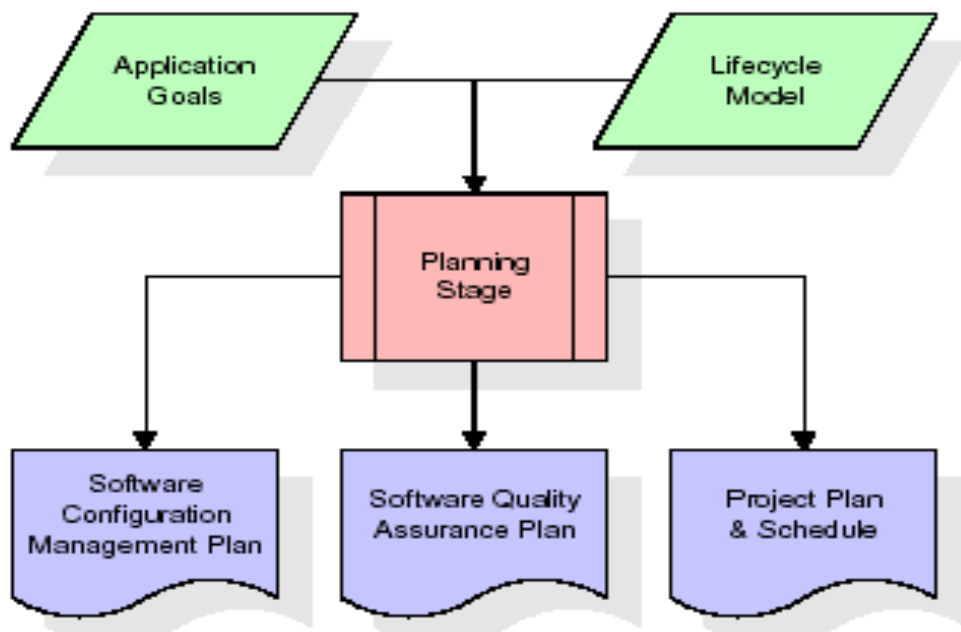 Application
Goals
Lifecycle
Model
Planning
Stage
Software
Configuration
Management Plan
Software Quality
Assurance Plan
Project Plan
& Schedule